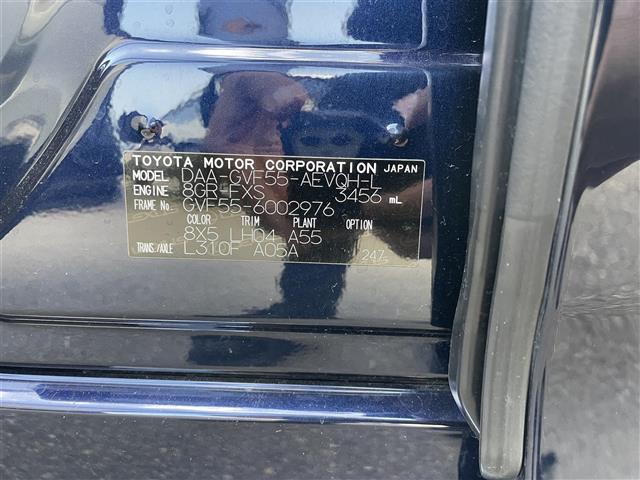 TOYOTA MOTOR CORPORATION JAPAN
MODEL DAA-GVF55-AEVQH-L
ENGINE 8GR-FXS 3456 mL
FRAME No. GVF55-6002976
COLOR TRIM PLANT OPTION
8X5 LH04 A55
TRANS./AXLE L310F A05A 247